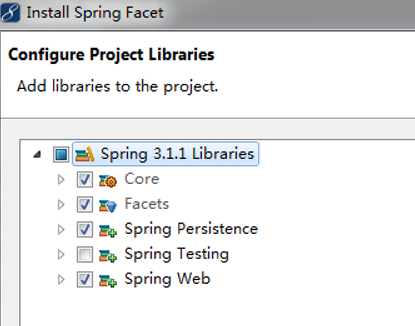 Install Spring Facet
Configure Project Libraries
Add libraries to the project.
Spring 3.1.1 Libraries
Core
Facets
Spring Persistence
Spring Testing
Spring Web